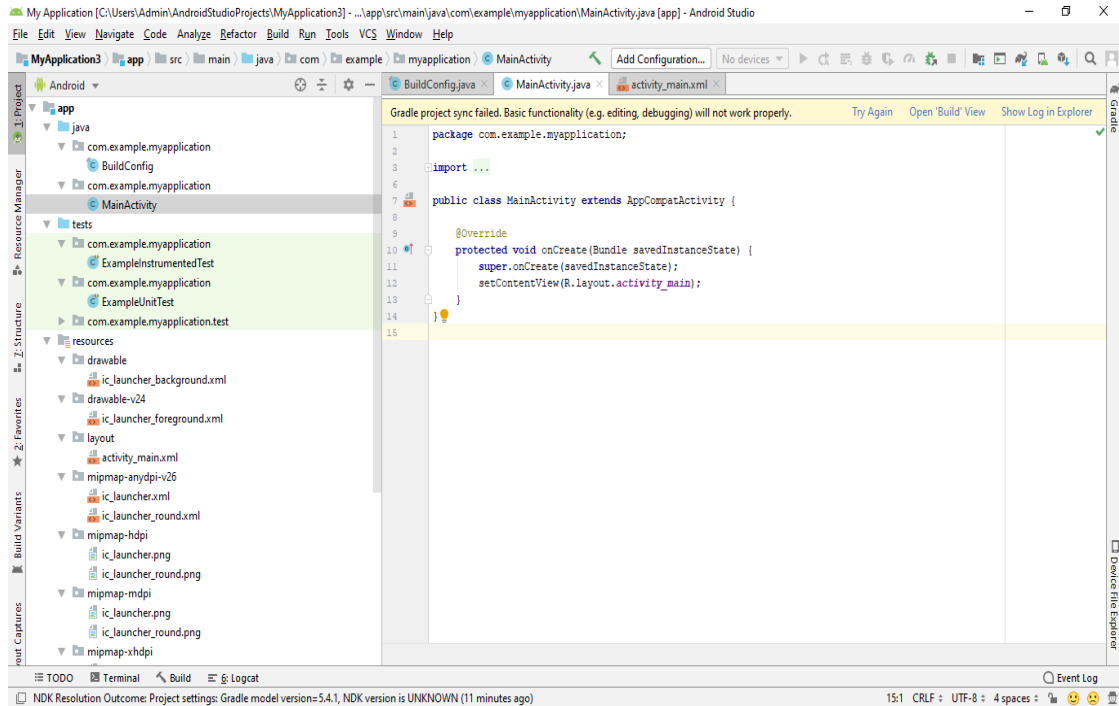 My Application [C:\Users\Admin\AndroidStudioProjects\MyApplication3] - ...\app\src\main\java\com\example\myapplication\MainActivity.java [app] - Android Studio
File Edit View Navigate Code Analyze Refactor Build Run Tools VCS Window Help
MyApplication3 app src main java com example myapplication MainActivity Add Configuration... No devices
Android
BuildConfig.java MainActivity.java activity_main.xml
Gradle project sync failed. Basic functionality (e.g. editing, debugging) will not work properly. Try Again Open 'Build' View Show Log in Explorer
1: Project
Resource Manager
7: Structure
2: Favorites
Build Variants
out Captures
app
java
com.example.myapplication
BuildConfig
com.example.myapplication
MainActivity
tests
com.example.myapplication
ExampleInstrumentedTest
com.example.myapplication
ExampleUnitTest
com.example.myapplication.test
resources
drawable
ic_launcher_background.xml
drawable-v24
ic_launcher_foreground.xml
layout
activity_main.xml
mipmap-anydpi-v26
ic_launcher.xml
ic_launcher_round.xml
mipmap-hdpi
ic_launcher.png
ic_launcher_round.png
mipmap-mdpi
ic_launcher.png
ic_launcher_round.png
mipmap-xhdpi
1 package com.example.myapplication;
2
3 import ...
6
7 public class MainActivity extends AppCompatActivity {
8
9 @Override
10 protected void onCreate(Bundle savedInstanceState) {
11 super.onCreate(savedInstanceState);
12 setContentView(R.layout.activity_main);
13 }
14 }
15
Gradle
Device File Explorer
TODO Terminal Build 6: Logcat Event Log
NDK Resolution Outcome: Project settings: Gradle model version=5.4.1, NDK version is UNKNOWN (11 minutes ago) 15:1 CRLF UTF-8 4 spaces